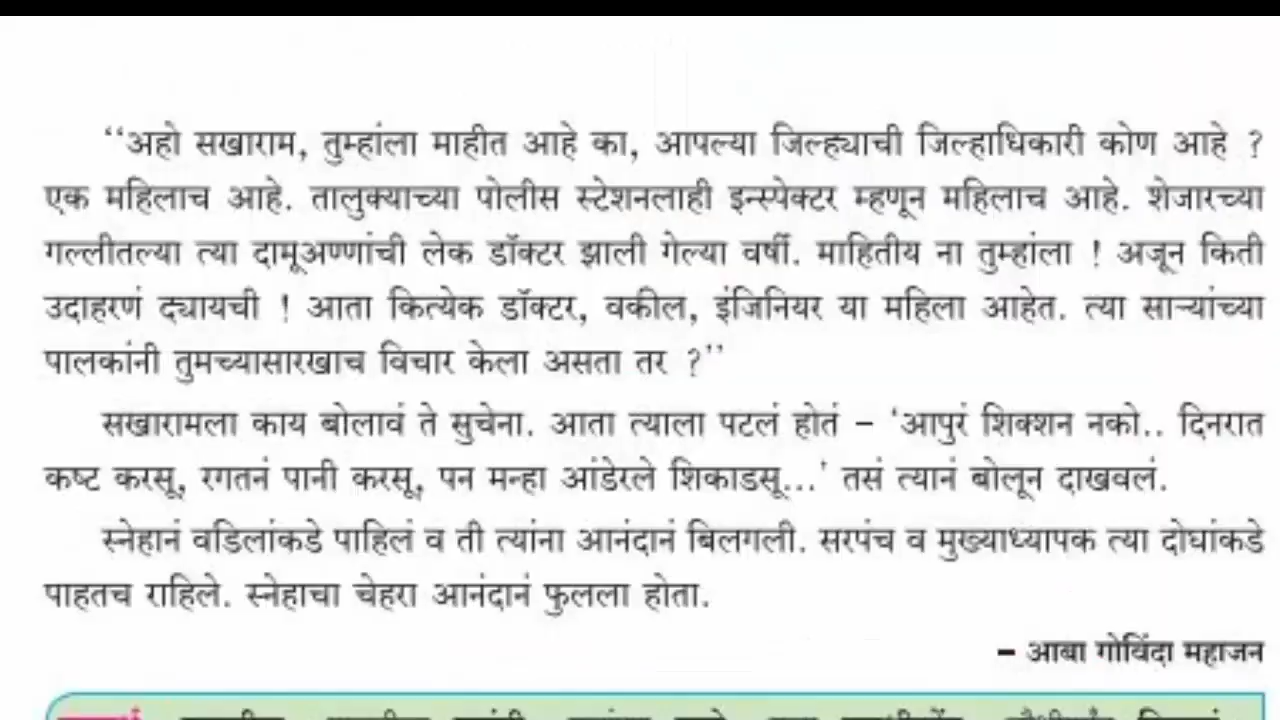 ‘‘अहो सखाराम, तुम्हांला माहीत आहे का, आपल्या जिल्ह्याची जिल्हाधिकारी कोण आहे ?
एक महिलाच आहे. तालुक्याच्या पोलीस स्टेशनलाही इन्स्पेक्टर म्हणून महिलाच आहे. शेजारच्या
गल्लीतल्या त्या दामूअण्णांची लेक डॉक्टर झाली गेल्या वर्षी. माहितीय ना तुम्हांला ! अजून किती
उदाहरणं द्यायची ! आता कित्येक डॉक्टर, वकील, इंजिनियर या महिला आहेत. त्या साऱ्यांच्या
पालकांनी तुमच्यासारखाच विचार केला असता तर ?’’
सखारामला काय बोलावं ते सुचेना. आता त्याला पटलं होतं – ‘आपुरं शिक्शन नको.. दिनरात
कष्ट करसू, रगतनं पानी करसू, पन मन्हा आंडेरले शिकाडसू...’ तसं त्यानं बोलून दाखवलं.
स्नेहानं वडिलांकडे पाहिलं व ती त्यांना आनंदानं बिलगली. सरपंच व मुख्याध्यापक त्या दोघांकडे
पाहतच राहिले. स्नेहाचा चेहरा आनंदानं फुलला होता.
– आबा गोविंदा महाजन